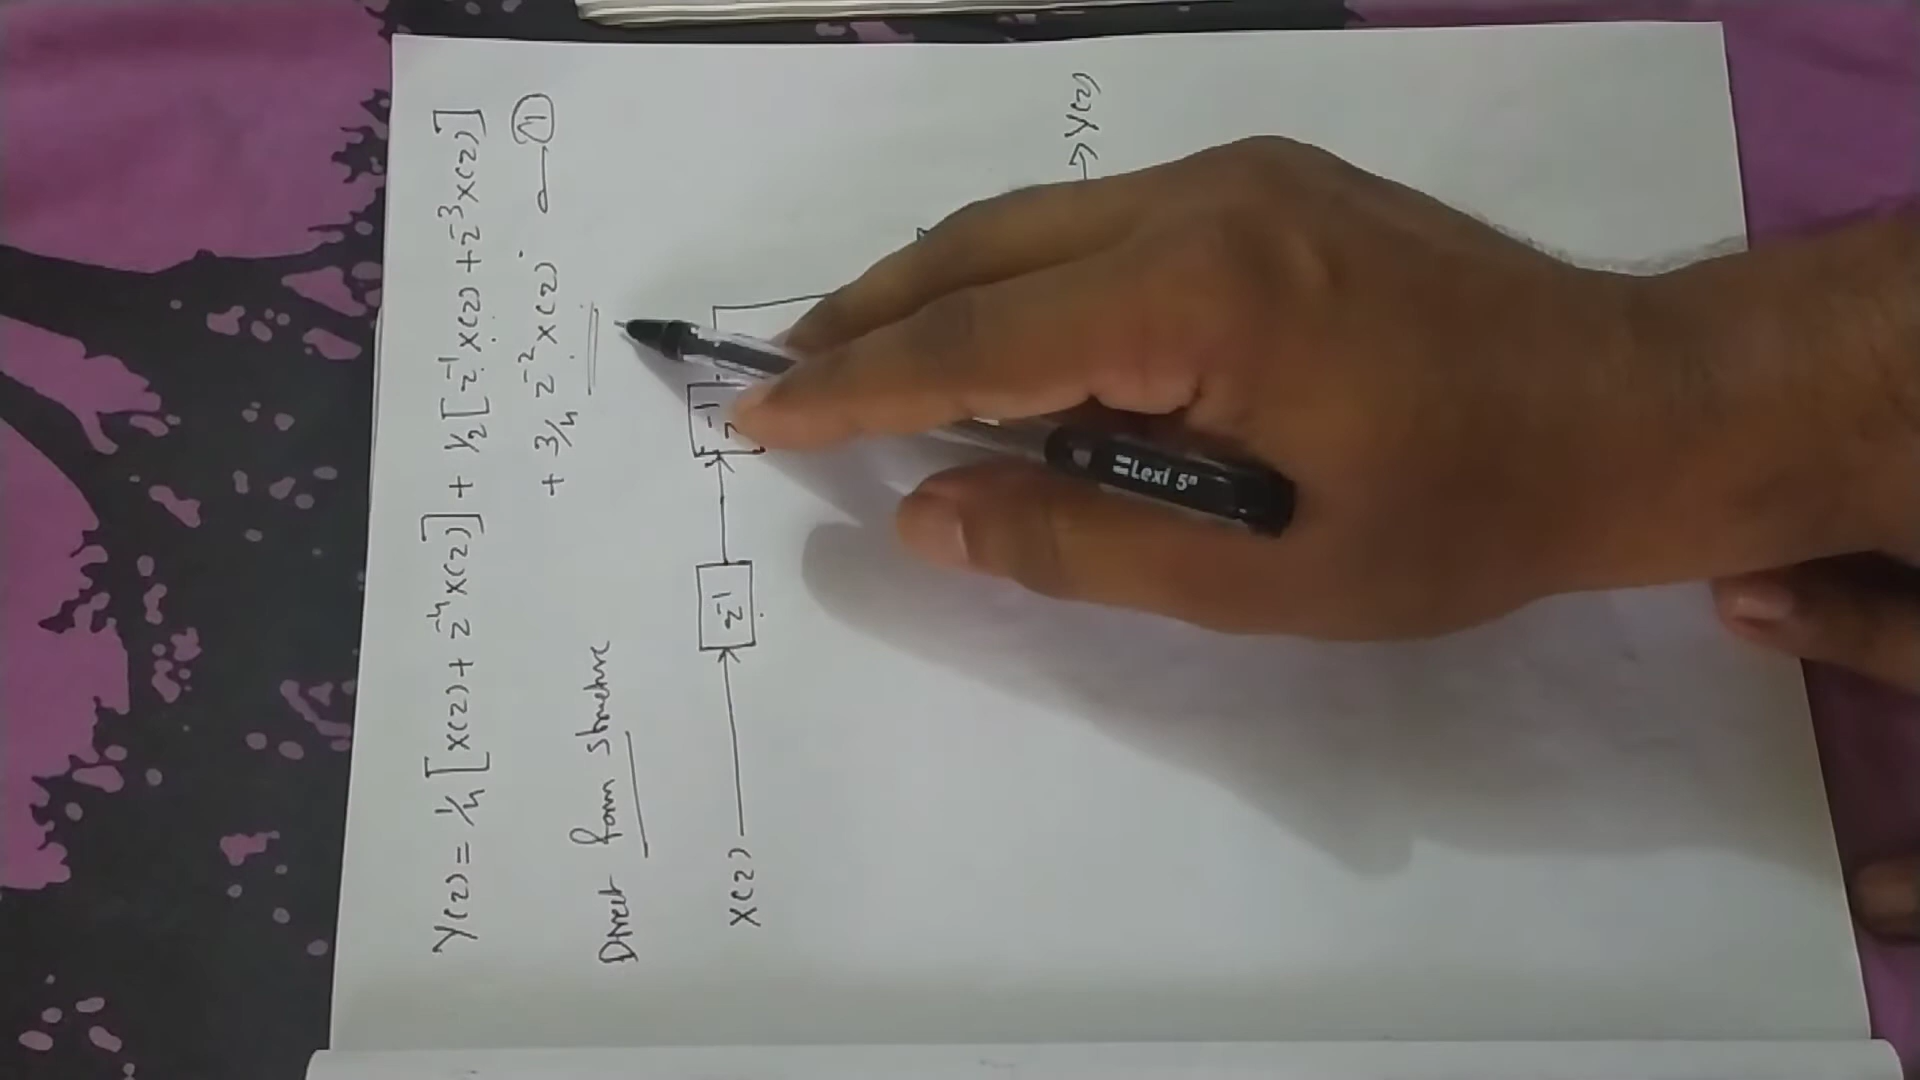 Y(z) = 1/4 [X(z) + z^-4 X(z)] + 1/2 [z^-1 X(z) + z^-3 X(z)]
+ 3/4 z^-2 X(z) — 1
Direct form structure
X(z)
z^-1
z^-1
→ Y(z)
Lexi 5